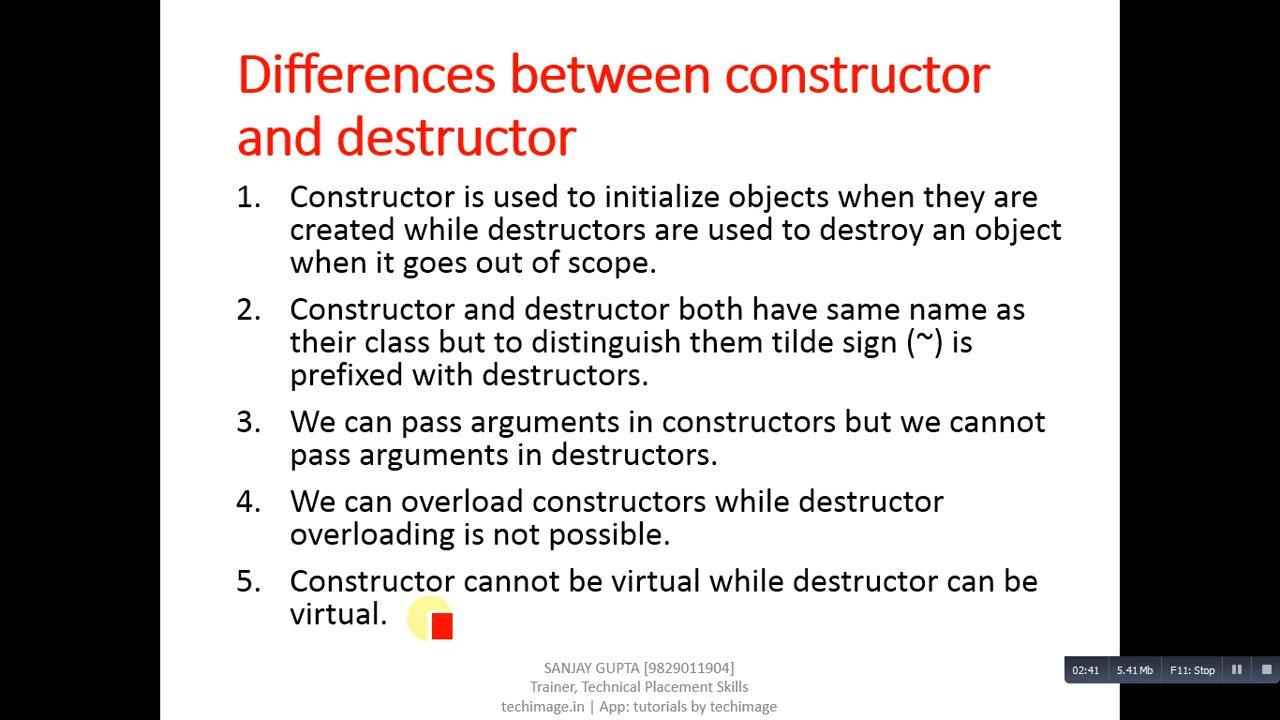 Differences between constructor
and destructor
1. Constructor is used to initialize objects when they are
created while destructors are used to destroy an object
when it goes out of scope.
2. Constructor and destructor both have same name as
their class but to distinguish them tilde sign (~) is
prefixed with destructors.
3. We can pass arguments in constructors but we cannot
pass arguments in destructors.
4. We can overload constructors while destructor
overloading is not possible.
5. Constructor cannot be virtual while destructor can be
virtual.
SANJAY GUPTA [9829011904]
Trainer, Technical Placement Skills
techimage.in | App: tutorials by techimage
02:41 5.41 Mb F11: Stop